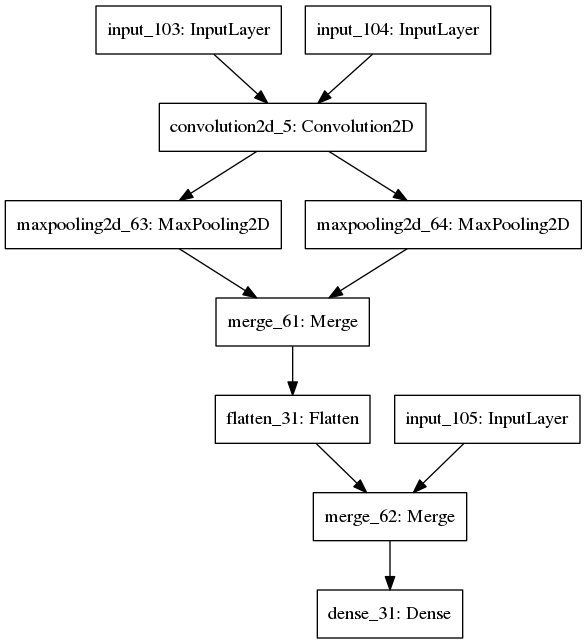 input_103: InputLayer
input_104: InputLayer
convolution2d_5: Convolution2D
maxpooling2d_63: MaxPooling2D
maxpooling2d_64: MaxPooling2D
merge_61: Merge
flatten_31: Flatten
input_105: InputLayer
merge_62: Merge
dense_31: Dense